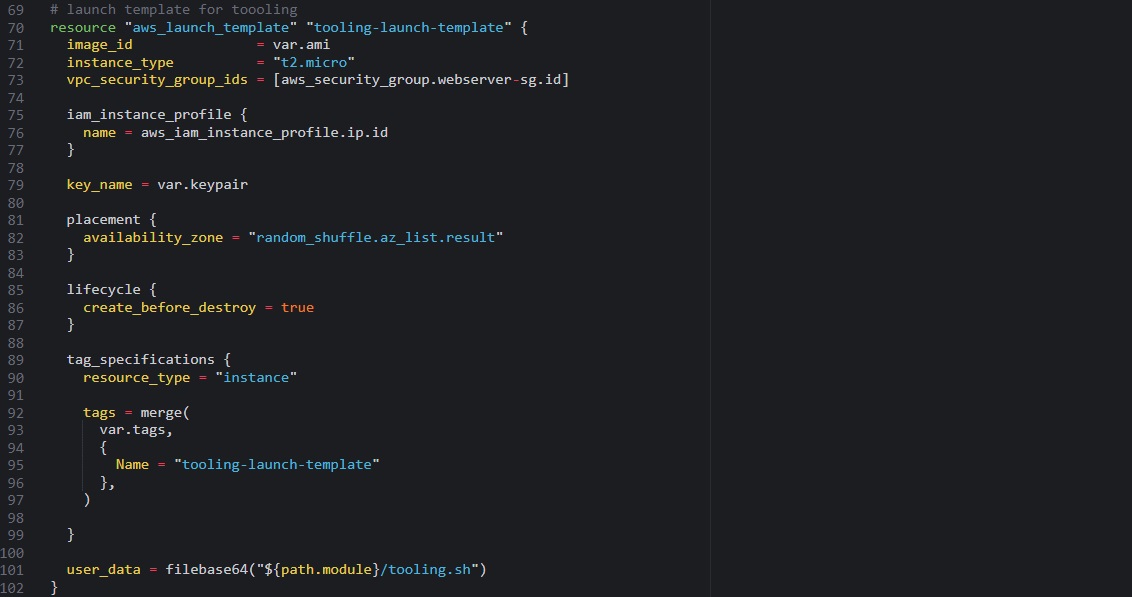 69 # launch template for toooling
70 resource "aws_launch_template" "tooling-launch-template" {
71   image_id               = var.ami
72   instance_type          = "t2.micro"
73   vpc_security_group_ids = [aws_security_group.webserver-sg.id]
74
75   iam_instance_profile {
76     name = aws_iam_instance_profile.ip.id
77   }
78
79   key_name = var.keypair
80
81   placement {
82     availability_zone = "random_shuffle.az_list.result"
83   }
84
85   lifecycle {
86     create_before_destroy = true
87   }
88
89   tag_specifications {
90     resource_type = "instance"
91
92     tags = merge(
93       var.tags,
94       {
95         Name = "tooling-launch-template"
96       },
97     )
98
99   }
100
101   user_data = filebase64("${path.module}/tooling.sh")
102 }